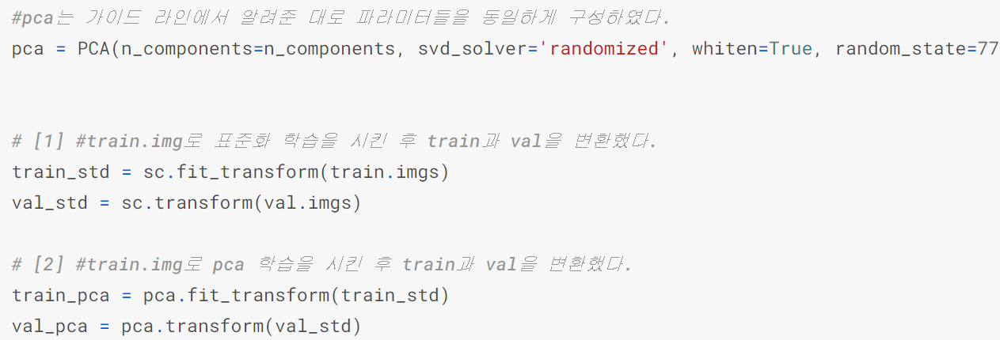 #pca는 가이드 라인에서 알려준 대로 파라미터들을 동일하게 구성하였다.
pca = PCA(n_components=n_components, svd_solver='randomized', whiten=True, random_state=77
# [1] #train.img로 표준화 학습을 시킨 후 train과 val을 변환했다.
train_std = sc.fit_transform(train.imgs)
val_std = sc.transform(val.imgs)
# [2] #train.img로 pca 학습을 시킨 후 train과 val을 변환했다.
train_pca = pca.fit_transform(train_std)
val_pca = pca.transform(val_std)